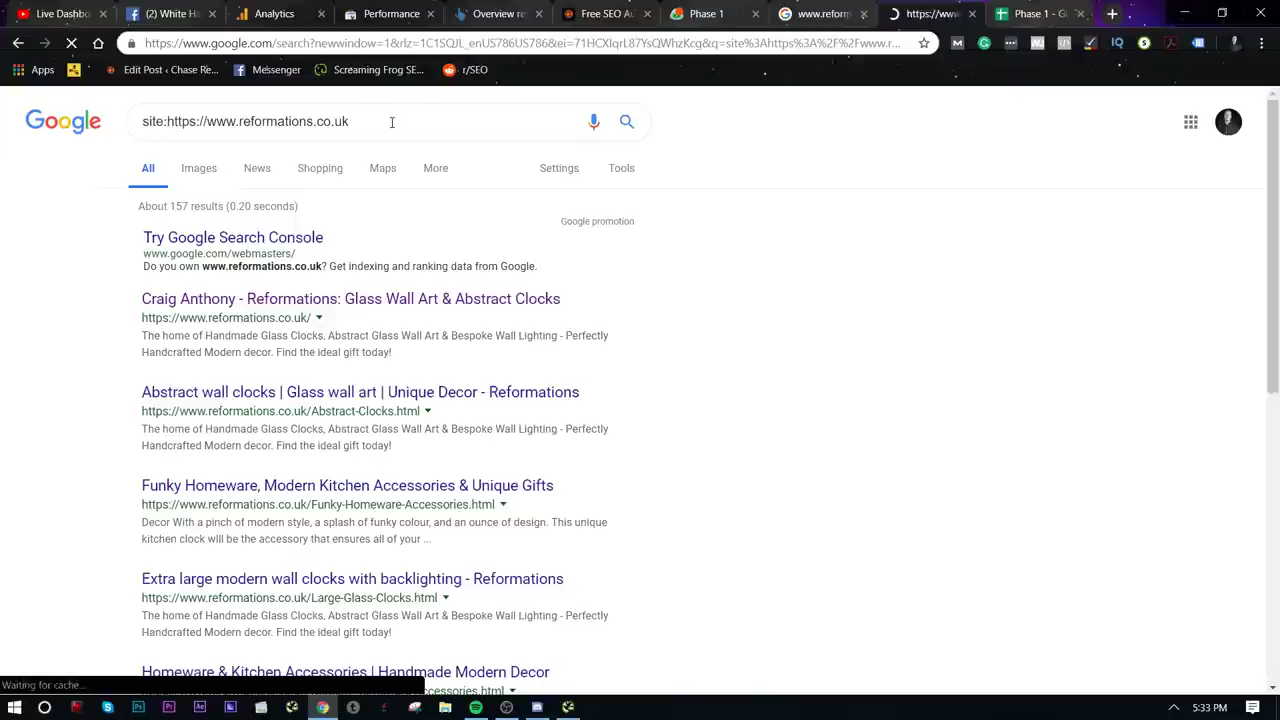 Overview re
Free SEO Au
Phase 1
www.reform
https://www
Phase 1 - Go
https://www.google.com/search?newwindow=1&rlz=1C1SQJL_enUS786US786&ei=71HCXIqrL87YsQWhzKcg&q=site%3Ahttps%3A%2F%2Fwww.r...
Apps
Edit Pokki ‹ Chase Re...
Messenger
Screaming Frog SE...
r/SEO
Google
site:https://www.reformations.co.uk
All Images News Shopping Maps More Settings Tools
About 157 results (0.20 seconds)
Google promotion
Try Google Search Console
www.google.com/webmasters/
Do you own www.reformations.co.uk? Get indexing and ranking data from Google.
Craig Anthony - Reformations: Glass Wall Art & Abstract Clocks
https://www.reformations.co.uk/
The home of Handmade Glass Clocks, Abstract Glass Wall Art & Bespoke Wall Lighting - Perfectly
Handcrafted Modern decor. Find the ideal gift today!
Abstract wall clocks | Glass wall art | Unique Decor - Reformations
https://www.reformations.co.uk/Abstract-Clocks.html
The home of Handmade Glass Clocks, Abstract Glass Wall Art & Bespoke Wall Lighting - Perfectly
Handcrafted Modern decor. Find the ideal gift today!
Funky Homeware, Modern Kitchen Accessories & Unique Gifts
https://www.reformations.co.uk/Funky-Homeware-Accessories.html
Decor With a pinch of modern style, a splash of funky colour, and an ounce of design. This unique
kitchen clock will be the accessory that ensures all of your ...
Extra large modern wall clocks with backlighting - Reformations
https://www.reformations.co.uk/Large-Glass-Clocks.html
The home of Handmade Glass Clocks, Abstract Glass Wall Art & Bespoke Wall Lighting - Perfectly
Handcrafted Modern decor. Find the ideal gift today!
Homeware & Kitchen Accessories | Handmade Modern Decor
Waiting for cache...
ccessories.html
5:33 PM